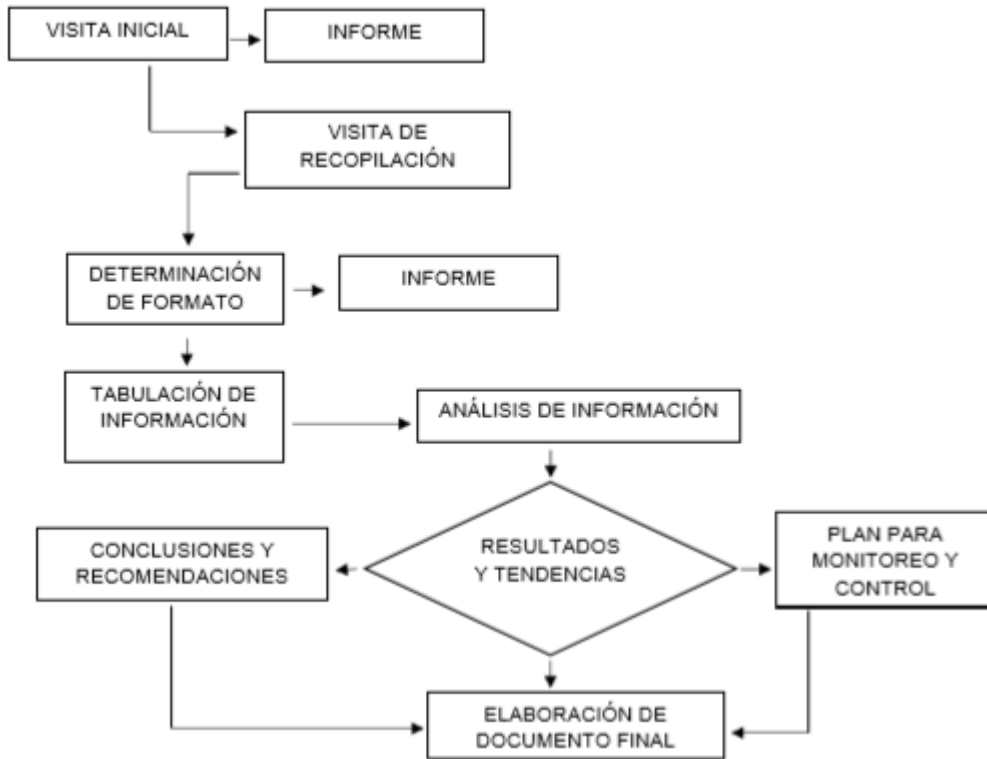 VISITA INICIAL
INFORME
VISITA DE
RECOPILACIÓN
DETERMINACIÓN
DE FORMATO
INFORME
TABULACIÓN DE
INFORMACIÓN
ANÁLISIS DE INFORMACIÓN
CONCLUSIONES Y
RECOMENDACIONES
RESULTADOS
Y TENDENCIAS
PLAN PARA
MONITOREO Y
CONTROL
ELABORACIÓN DE
DOCUMENTO FINAL